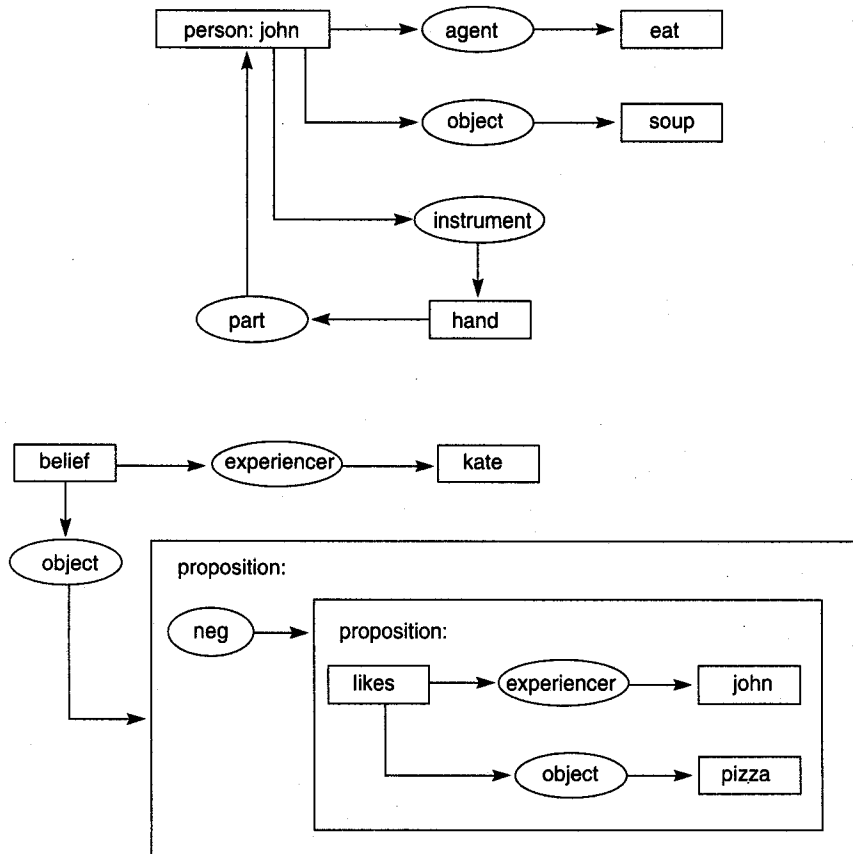 person: john agent eat
object soup
instrument
part hand
belief experiencer kate
object
proposition:
neg proposition:
likes experiencer john
object pizza